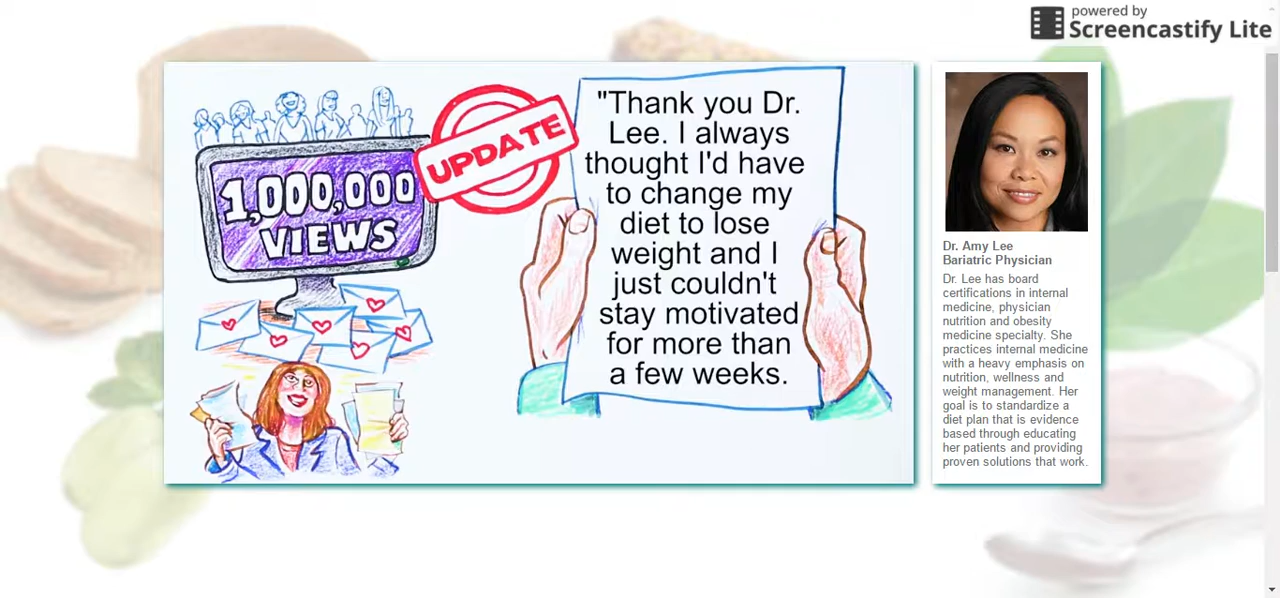 powered by
Screencastify Lite
1,000,000
VIEWS
UPDATE
"Thank you Dr.
Lee. I always
thought I'd have
to change my
diet to lose
weight and I
just couldn't
stay motivated
for more than
a few weeks.
Dr. Amy Lee
Bariatric Physician
Dr. Lee has board
certifications in internal
medicine, physician
nutrition and obesity
medicine specialty. She
practices internal medicine
with a heavy emphasis on
nutrition, wellness and
weight management. Her
goal is to standardize a
diet plan that is evidence
based through educating
her patients and providing
proven solutions that work.